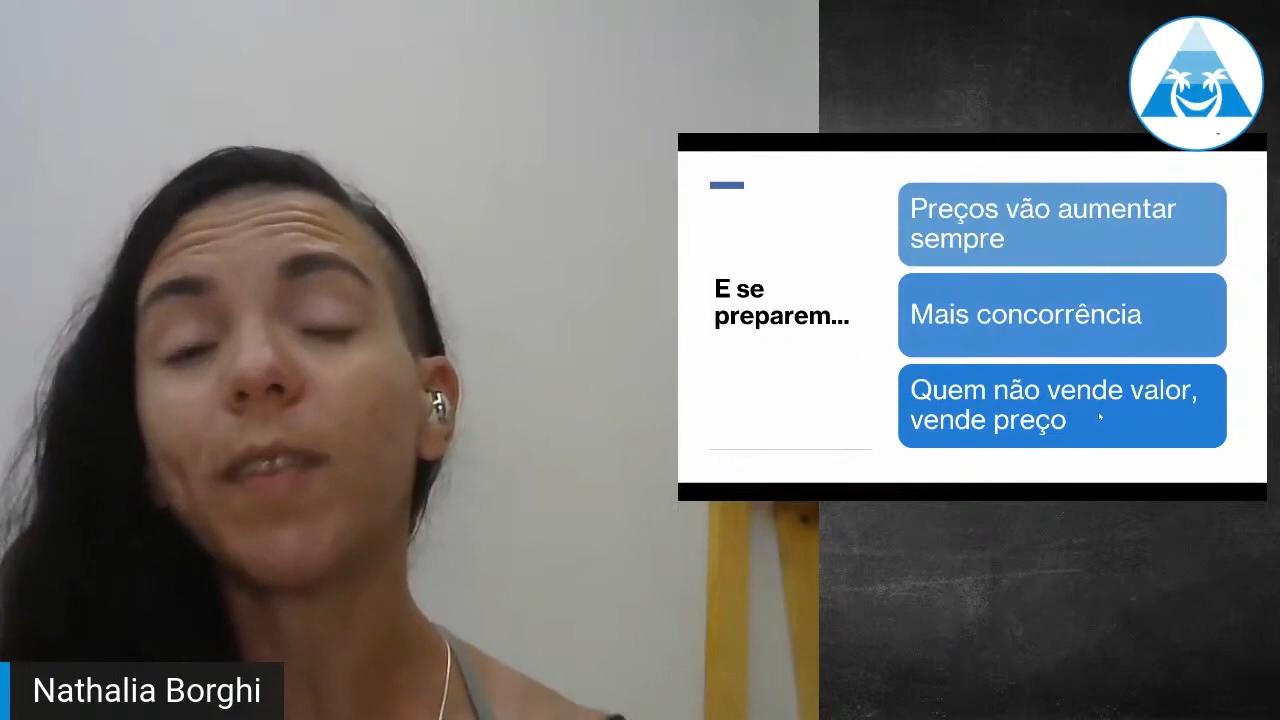 E se
preparem...
Preços vão aumentar
sempre
Mais concorrência
Quem não vende valor,
vende preço
Nathalia Borghi